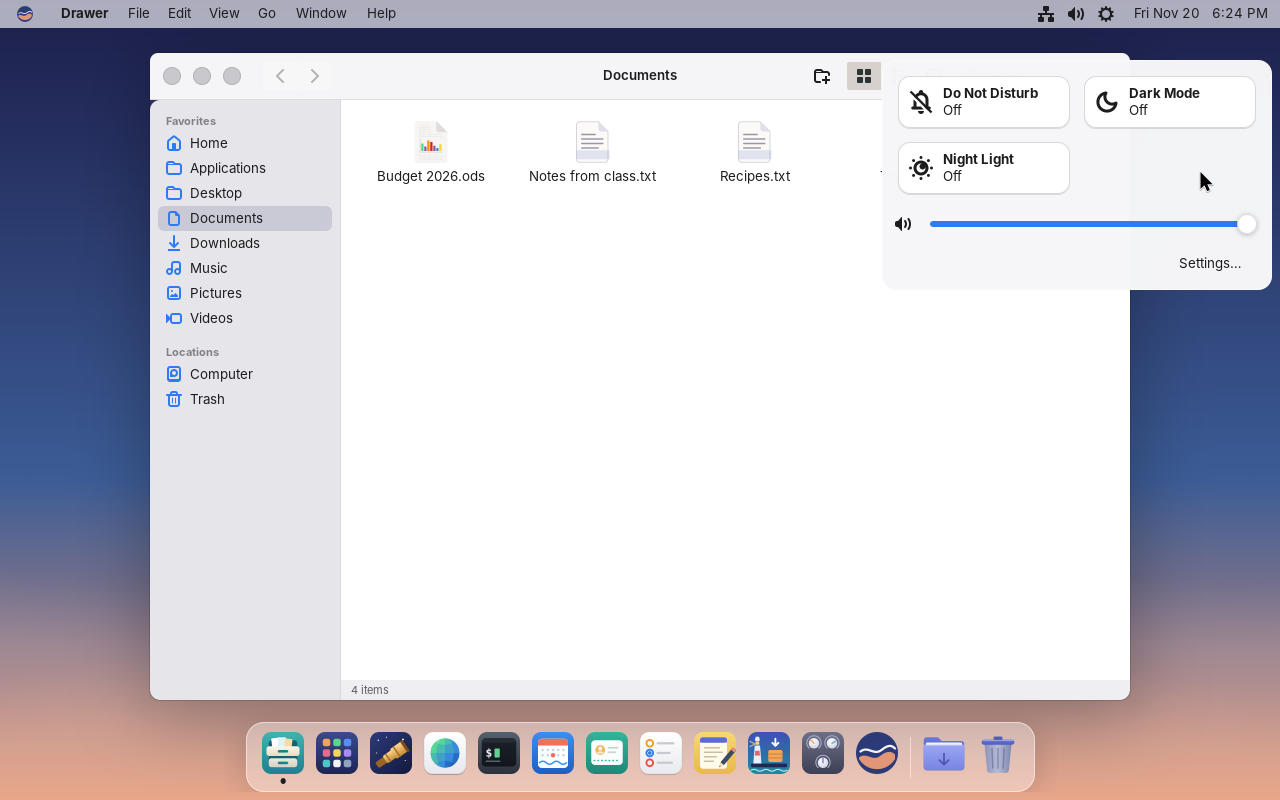 Drawer File Edit View Go Window Help Fri Nov 20 6:24 PM
Documents
Do Not Disturb
Off
Dark Mode
Off
Night Light
Off
Settings...
Favorites
Home
Applications
Desktop
Documents
Downloads
Music
Pictures
Videos
Locations
Computer
Trash
Budget 2026.ods
Notes from class.txt
Recipes.txt
4 items
$